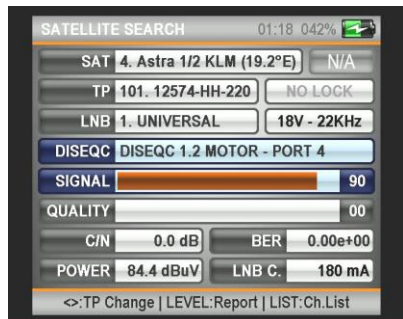 SATELLITE SEARCH 01:18 042%
SAT 4. Astra 1/2 KLM (19.2ºE) N/A
TP 101. 12574-HH-220 NO LOCK
LNB 1. UNIVERSAL 18V - 22KHz
DISEQC DISEQC 1.2 MOTOR - PORT 4
SIGNAL 90
QUALITY 00
C/N 0.0 dB BER 0.00e+00
POWER 84.4 dBuV LNB C. 180 mA
<>:TP Change | LEVEL:Report | LIST:Ch.List